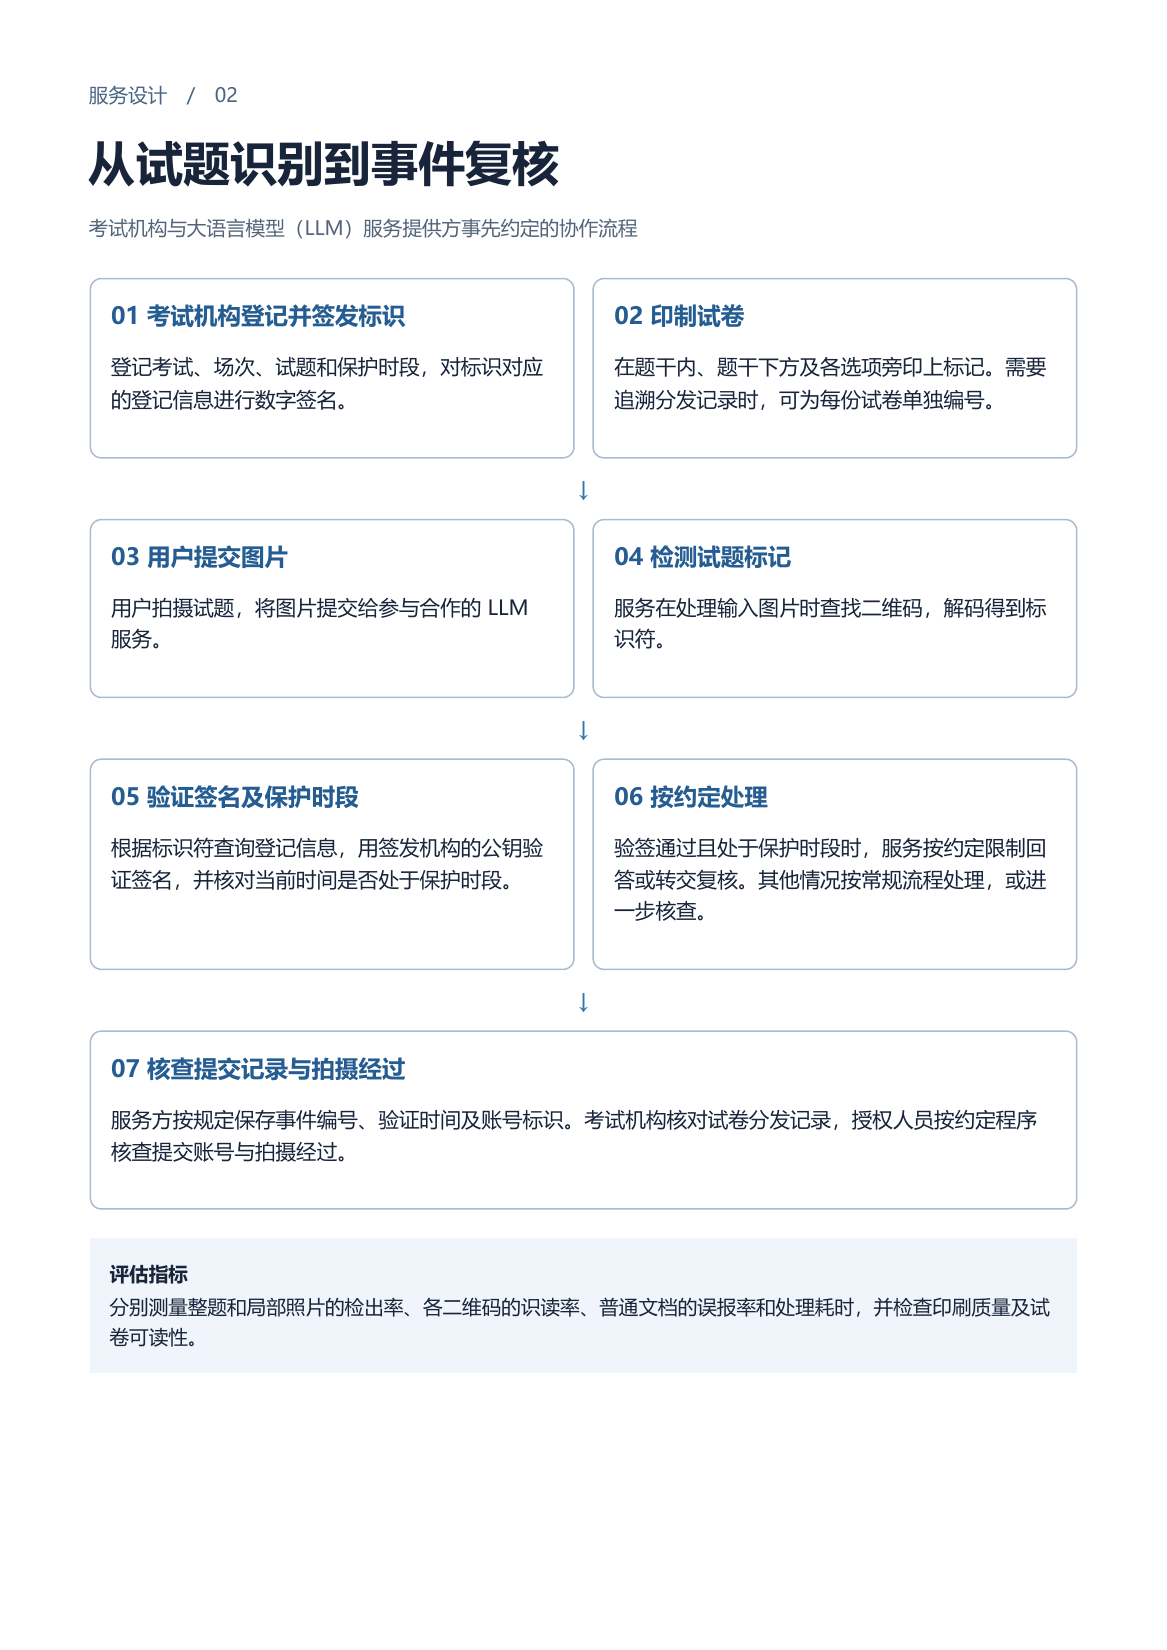 服务设计 / 02
从试题识别到事件复核
考试机构与大语言模型（LLM）服务提供方事先约定的协作流程
01 考试机构登记并签发标识
登记考试、场次、试题和保护时段，对标识对应
的登记信息进行数字签名。
02 印制试卷
在题干内、题干下方及各选项旁印上标记。需要
追溯分发记录时，可为每份试卷单独编号。
↓
03 用户提交图片
用户拍摄试题，将图片提交给参与合作的 LLM
服务。
04 检测试题标记
服务在处理输入图片时查找二维码，解码得到标
识符。
↓
05 验证签名及保护时段
根据标识符查询登记信息，用签发机构的公钥验
证签名，并核对当前时间是否处于保护时段。
06 按约定处理
验签通过且处于保护时段时，服务按约定限制回
答或转交复核。其他情况按常规流程处理，或进
一步核查。
↓
07 核查提交记录与拍摄经过
服务方按规定保存事件编号、验证时间及账号标识。考试机构核对试卷分发记录，授权人员按约定程序
核查提交账号与拍摄经过。
评估指标
分别测量整题和局部照片的检出率、各二维码的识读率、普通文档的误报率和处理耗时，并检查印刷质量及试
卷可读性。